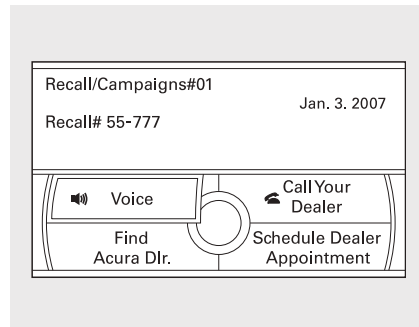 Recall/Campaigns#01
Jan. 3. 2007
Recall# 55-777
Voice
Call Your
Dealer
Find
Acura Dlr.
Schedule Dealer
Appointment